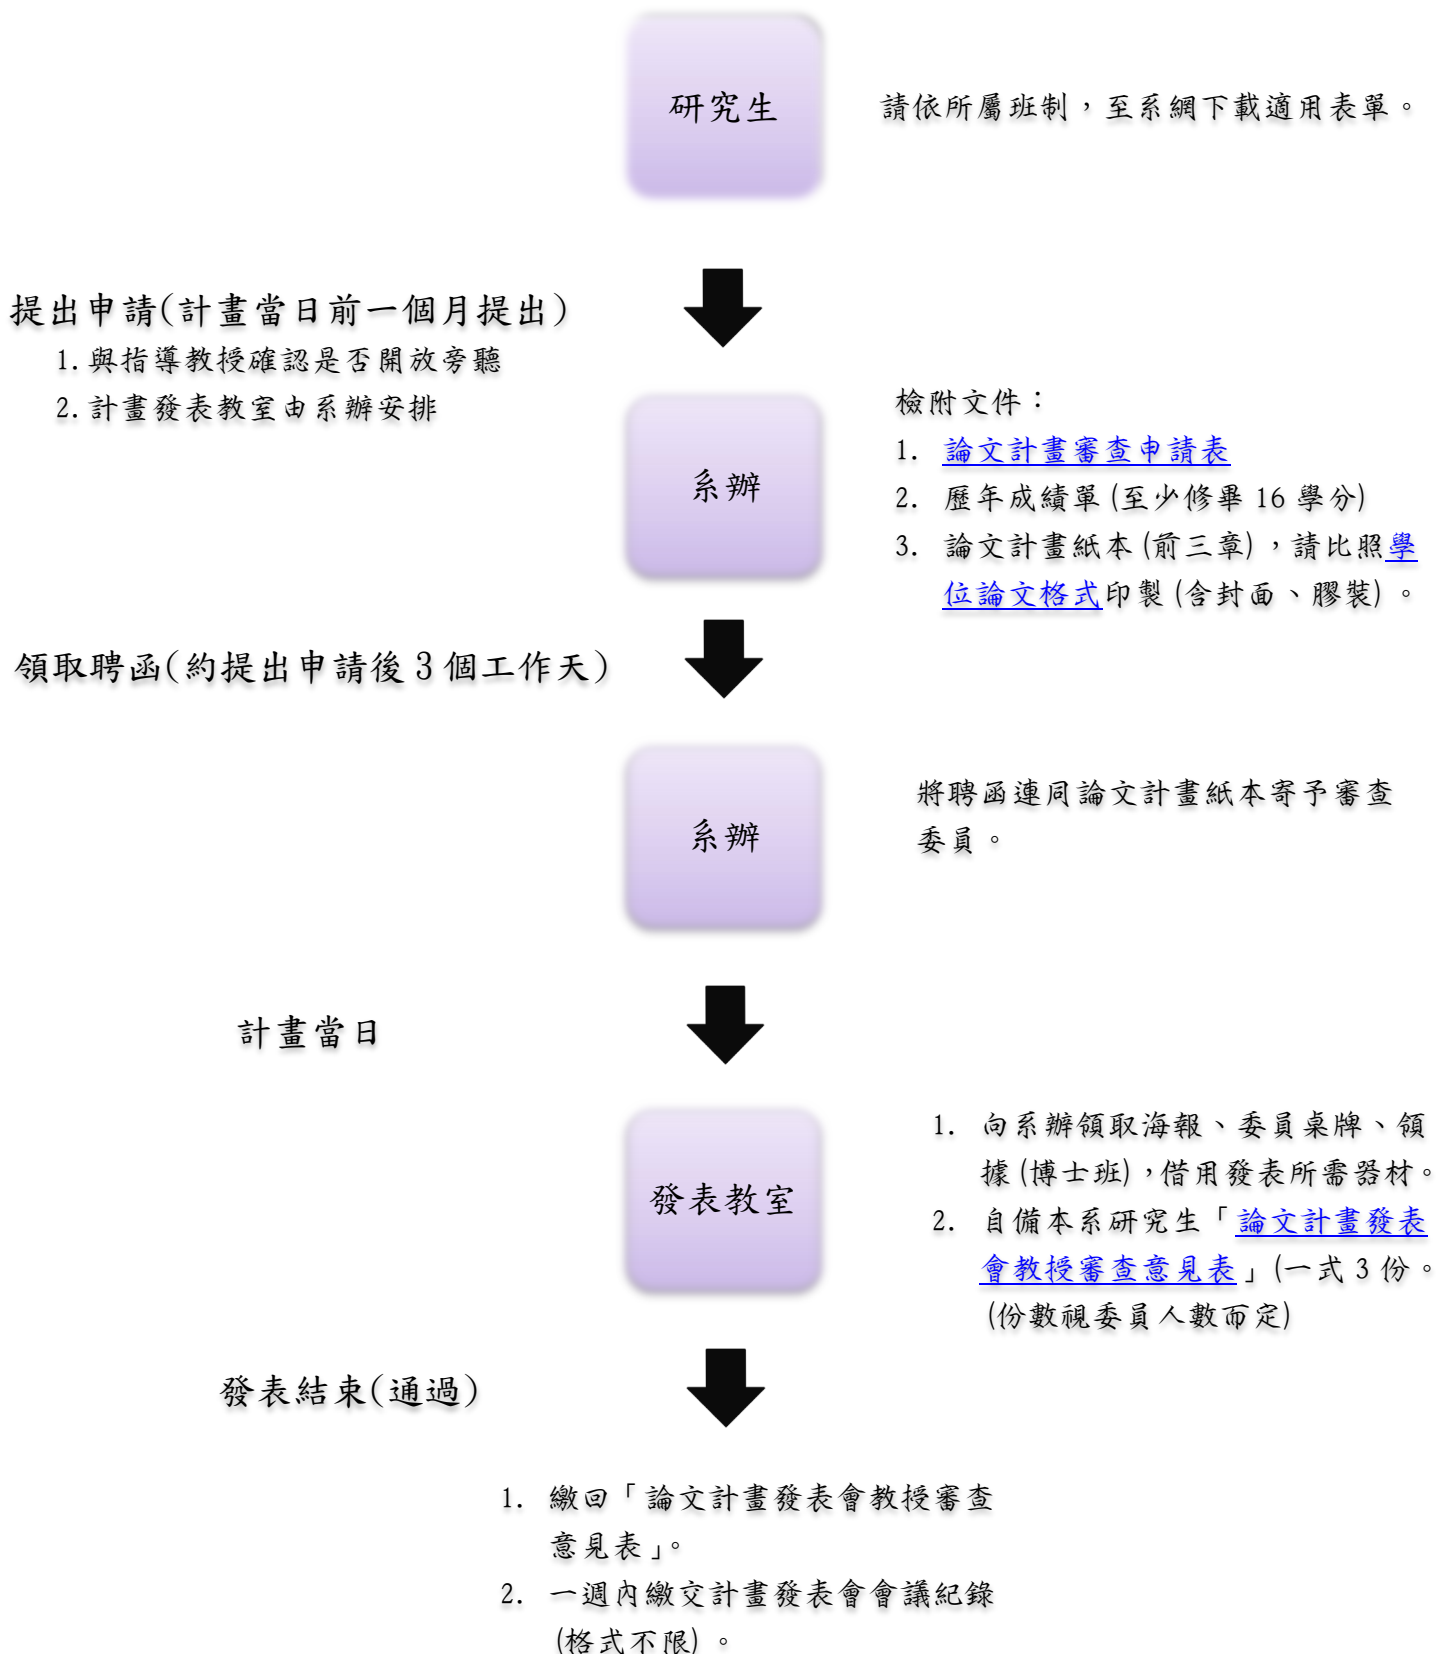 研究生
請依所屬班制，至系網下載適用表單。
提出申請(計畫當日前一個月提出)
1.與指導教授確認是否開放旁聽
2.計畫發表教室由系辦安排
系辦
檢附文件：
1. 論文計畫審查申請表
2. 歷年成績單(至少修畢 16 學分)
3. 論文計畫紙本(前三章)，請比照學
位論文格式印製(含封面、膠裝)。
領取聘函(約提出申請後 3 個工作天)
系辦
將聘函連同論文計畫紙本寄予審查
委員。
計畫當日
發表教室
1. 向系辦領取海報、委員桌牌、領
據(博士班)，借用發表所需器材。
2. 自備本系研究生「論文計畫發表
會教授審查意見表」(一式 3 份。
(份數視委員人數而定)
發表結束(通過)
1. 繳回「論文計畫發表會教授審查
意見表」。
2. 一週內繳交計畫發表會會議紀錄
(格式不限)。